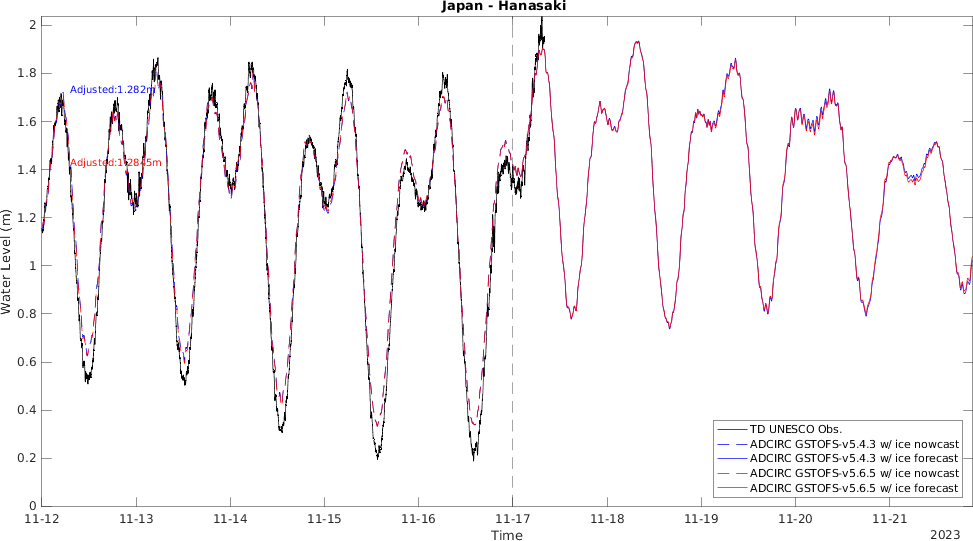 Japan - Hanasaki
Water Level (m)
2
1.8
1.6
1.4
1.2
1
0.8
0.6
0.4
0.2
0
Adjusted:1.282m
Adjusted:1.2845m
TD UNESCO Obs.
ADCIRC GSTOFS-v5.4.3 w/ ice nowcast
ADCIRC GSTOFS-v5.4.3 w/ ice forecast
ADCIRC GSTOFS-v5.6.5 w/ ice nowcast
ADCIRC GSTOFS-v5.6.5 w/ ice forecast
11-12 11-13 11-14 11-15 11-16 11-17 11-18 11-19 11-20 11-21
Time
2023